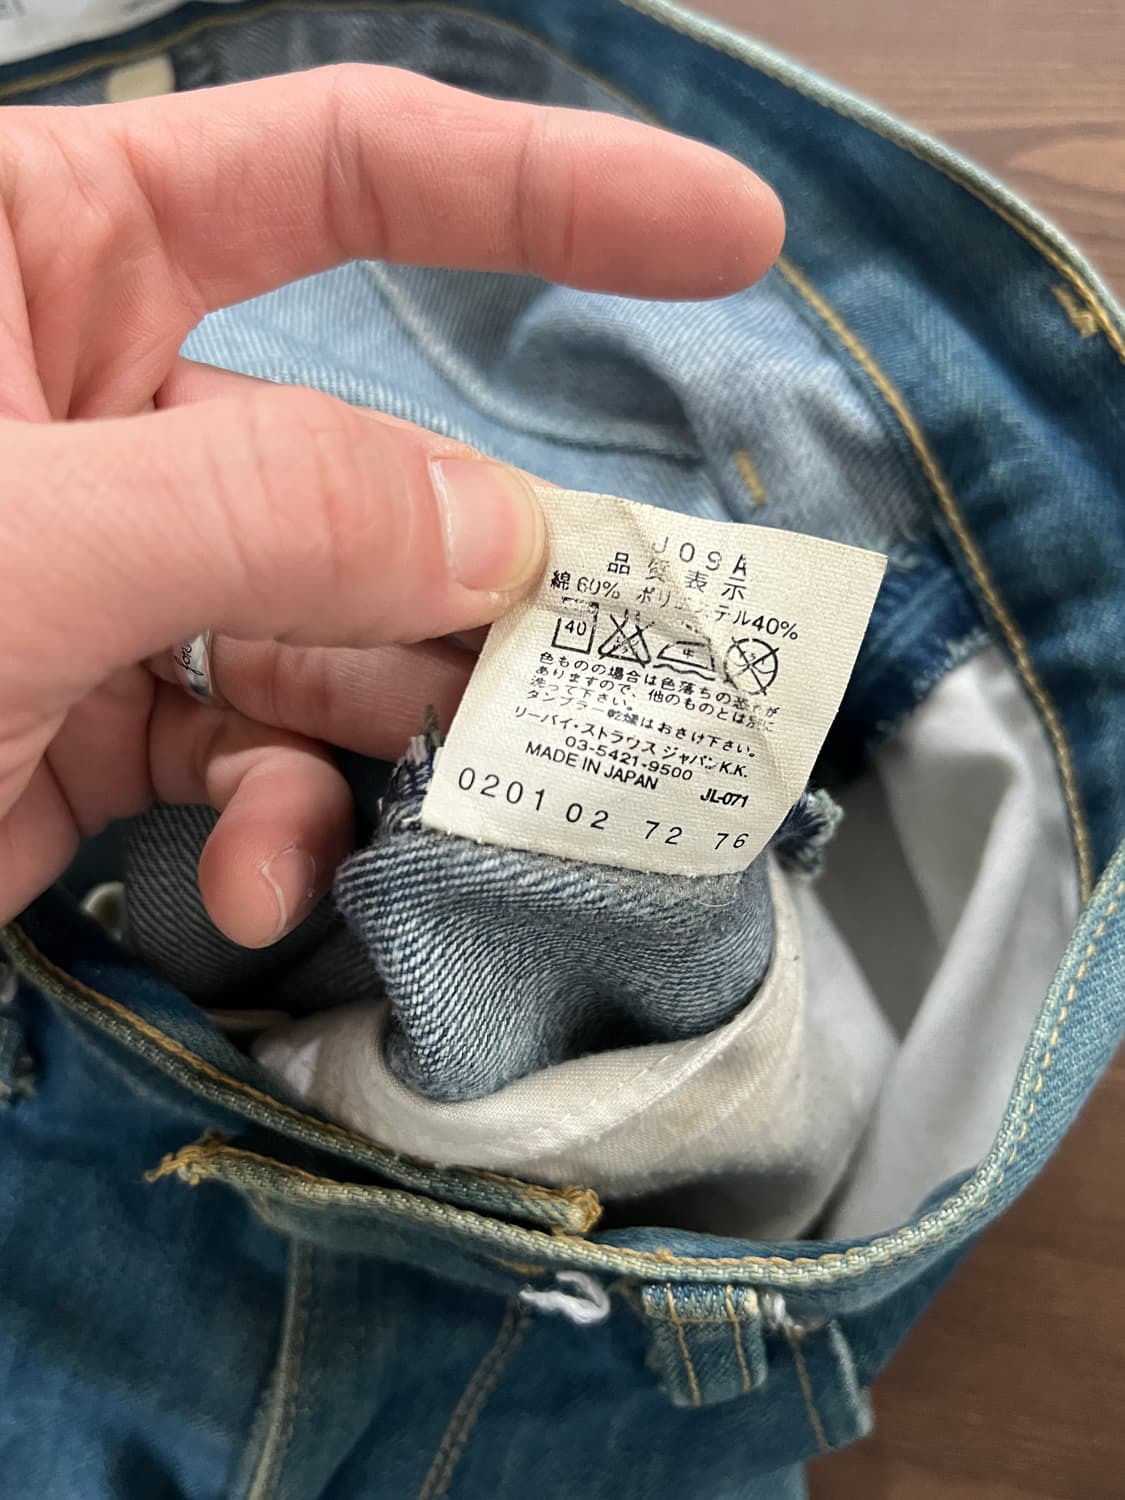 J09A
品質表示
綿60% ポリエステル40%
40
色ものの場合は色落ちの恐れが
ありますので、他のものとは別に
洗って下さい。
タンブラー乾燥はおさけ下さい。
リーバイ・ストラウス ジャパンK.K.
03-5421-9500
MADE IN JAPAN
JL-071
0201 02 72 76
for